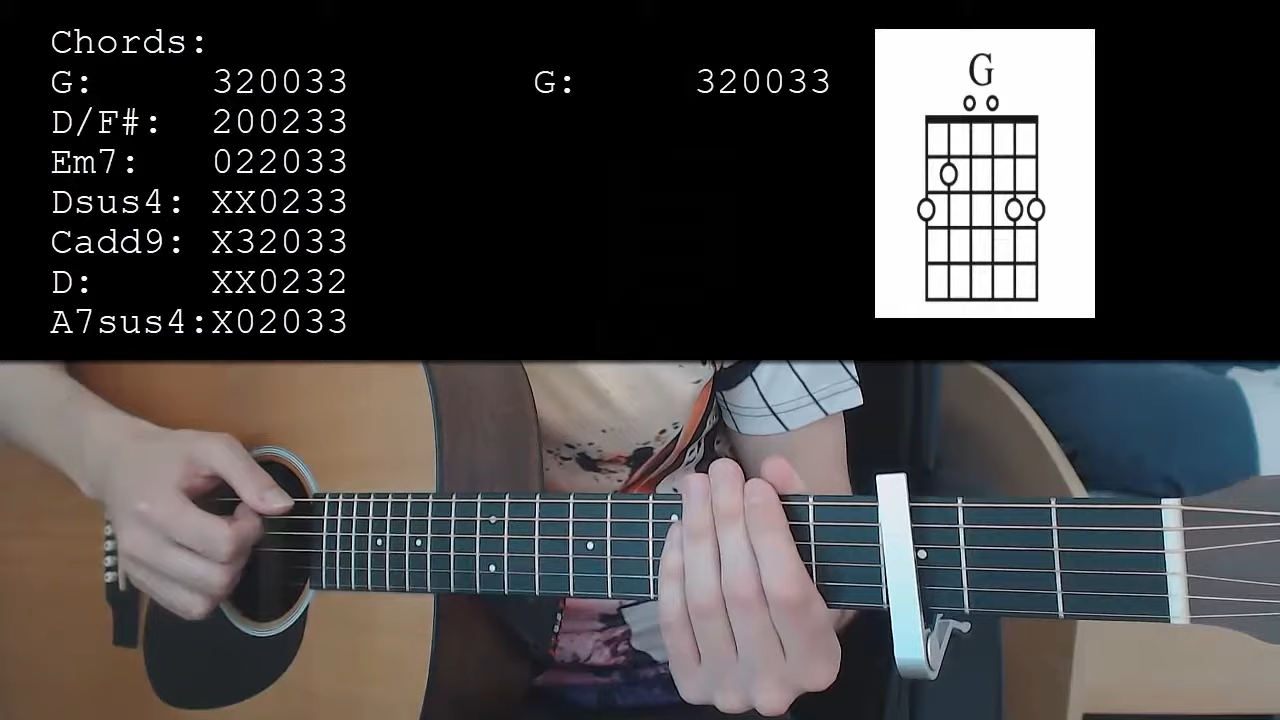 Chords:
G: 320033
D/F#: 200233
Em7: 022033
Dsus4: XX0233
Cadd9: X32033
D: XX0232
A7sus4:X02033
G: 320033
G